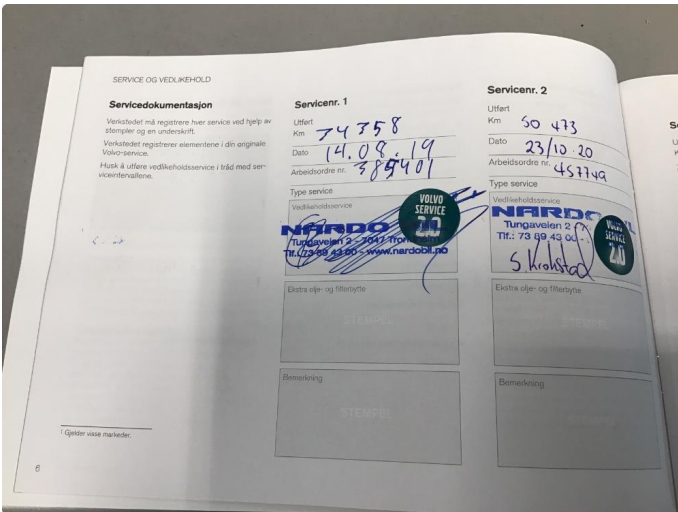 SERVICE OG VEDLIKEHOLD
Servicedokumentasjon
Verkstedet må registrere hver service ved hjelp av
stempler og en underskrift.
Verkstedet registrerer elementene i din originale
Volvo-service.
Husk å utføre vedlikeholdsservice i tråd med ser-
viceintervallene.
1 Gjelder visse markeder.
6
Servicenr. 1
Utført
Km 34358
Dato 14.08.19
Arbeidsordre nr.
Type service
Vedlikeholdsservice
VOLVO
SERVICE
2.0
NARDO
Tungaveien 2 - 7047 Trondheim
Tlf.: 73 89 43 00 - www.nardobil.no
Ekstra olje- og filterbytte
STEMPEL
Bemerkning
STEMPEL
Servicenr. 2
Utført
Km 50 473
Dato 23/10-20
Arbeidsordre nr. 457749
Type service
Vedlikeholdsservice
NARDO
Tungaveien 2
Tlf.: 73 89 43 00 -
VOLVO
SERVICE
2.0
S. Krokstad
Ekstra olje- og filterbytte
STEMPEL
Bemerkning